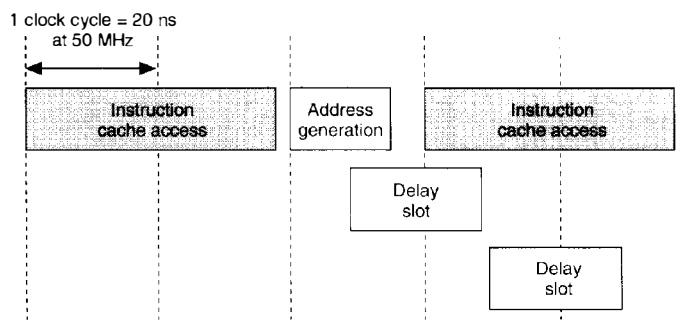 1 clock cycle = 20 ns
at 50 MHz
Instruction
cache access
Address
generation
Instruction
cache access
Delay
slot
Delay
slot